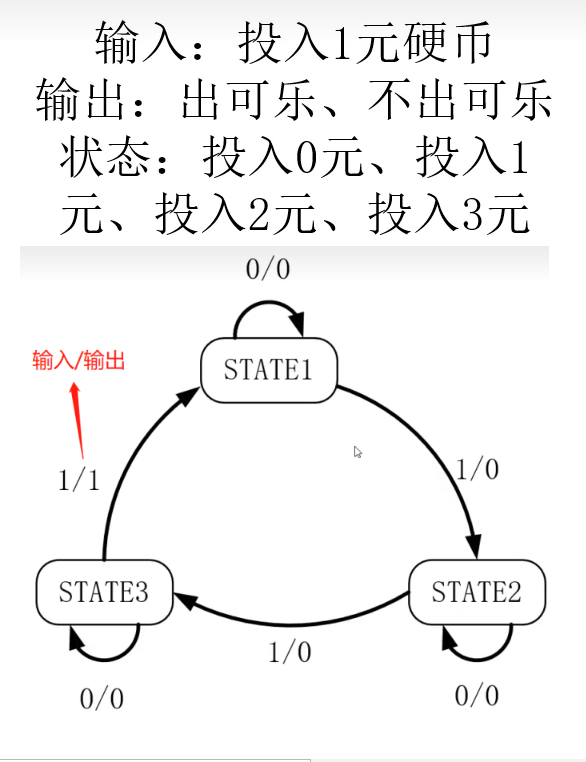 输入：投入1元硬币
输出：出可乐、不出可乐
状态：投入0元、投入1
元、投入2元、投入3元
0/0
输入/输出
STATE1
1/1
1/0
STATE3
STATE2
1/0
0/0
0/0